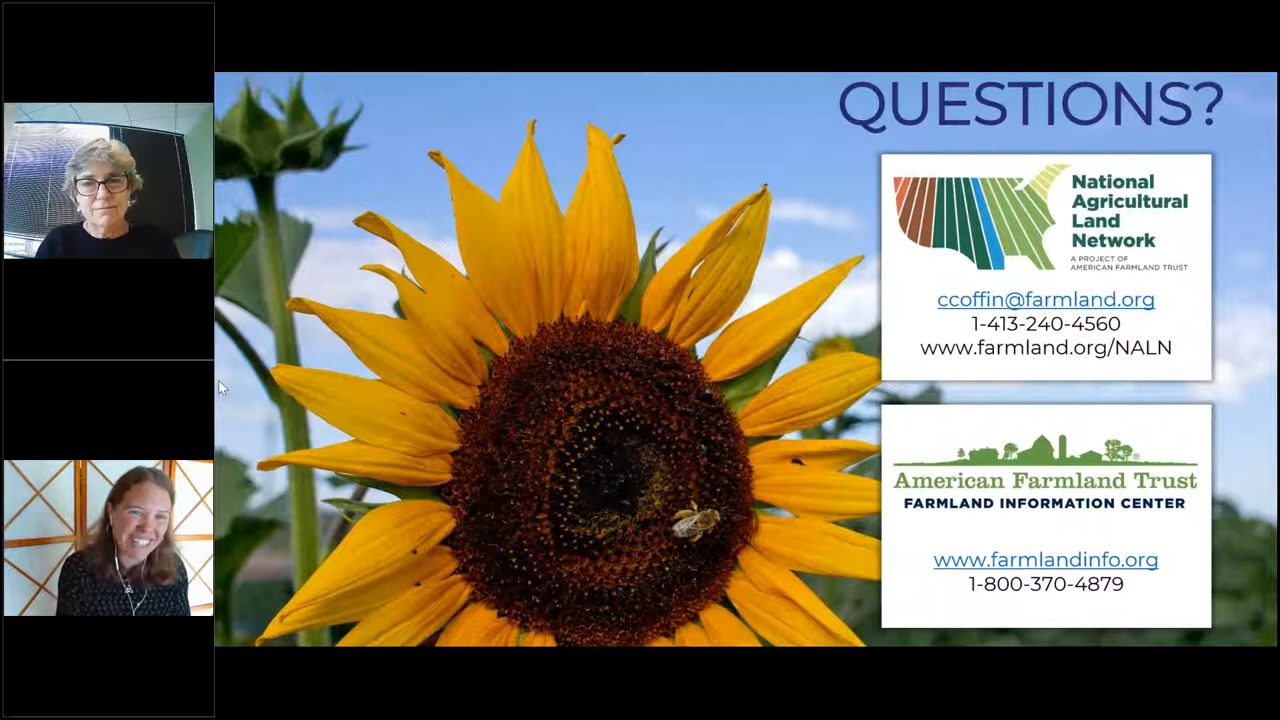 QUESTIONS?
National
Agricultural
Land
Network
A PROJECT OF
AMERICAN FARMLAND TRUST
ccoffin@farmland.org
1-413-240-4560
www.farmland.org/NALN
American Farmland Trust®
FARMLAND INFORMATION CENTER
www.farmlandinfo.org
1-800-370-4879